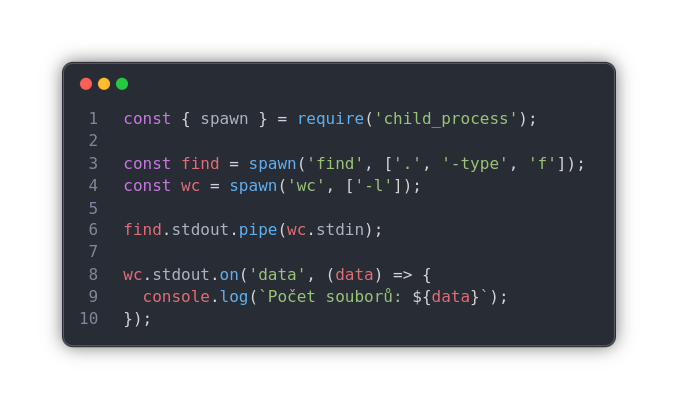 1 const { spawn } = require('child_process');
2
3 const find = spawn('find', ['.', '-type', 'f']);
4 const wc = spawn('wc', ['-l']);
5
6 find.stdout.pipe(wc.stdin);
7
8 wc.stdout.on('data', (data) => {
9   console.log(`Počet souborů: ${data}`);
10 });